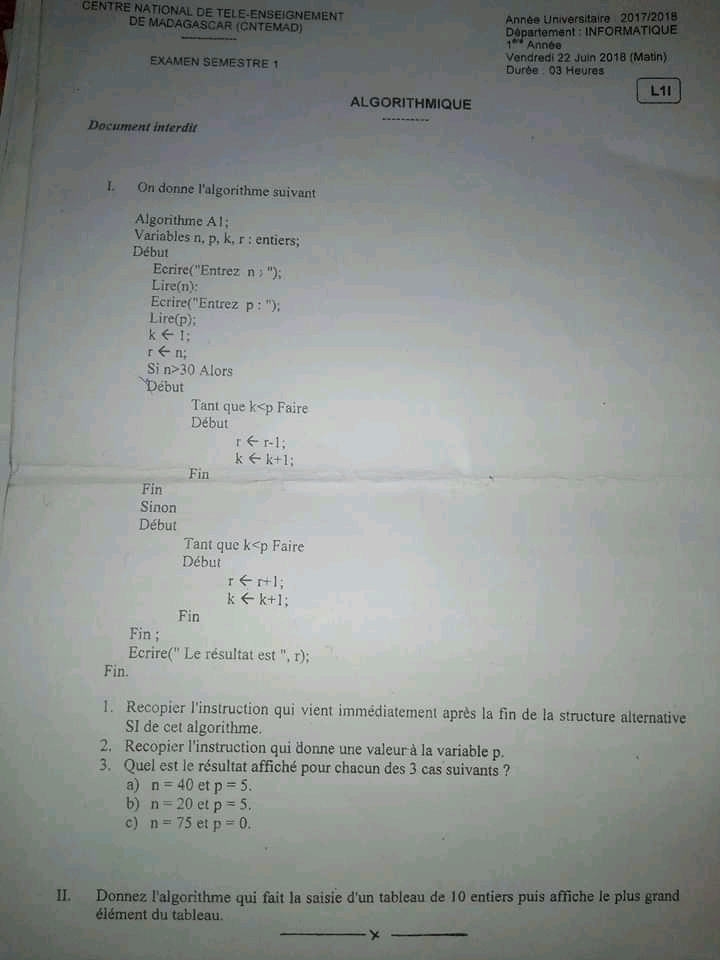 CENTRE NATIONAL DE TELE-ENSEIGNEMENT
DE MADAGASCAR (CNTEMAD)
------------
EXAMEN SEMESTRE 1
Année Universitaire 2017/2018
Département : INFORMATIQUE
1ère Année
Vendredi 22 Juin 2018 (Matin)
Durée : 03 Heures
L1I
ALGORITHMIQUE
----------
Document interdit
I. On donne l'algorithme suivant
Algorithme A1;
Variables n, p, k, r : entiers;
Début
Ecrire("Entrez n : ");
Lire(n);
Ecrire("Entrez p : ");
Lire(p);
k ← 1;
r ← n;
Si n>30 Alors
Début
Tant que k<p Faire
Début
r ← r-1;
k ← k+1;
Fin
Fin
Sinon
Début
Tant que k<p Faire
Début
r ← r+1;
k ← k+1;
Fin
Fin ;
Ecrire(" Le résultat est ", r);
Fin.
1. Recopier l'instruction qui vient immédiatement après la fin de la structure alternative
SI de cet algorithme.
2. Recopier l'instruction qui donne une valeur à la variable p.
3. Quel est le résultat affiché pour chacun des 3 cas suivants ?
a) n = 40 et p = 5.
b) n = 20 et p = 5.
c) n = 75 et p = 0.
II. Donnez l'algorithme qui fait la saisie d'un tableau de 10 entiers puis affiche le plus grand
élément du tableau.